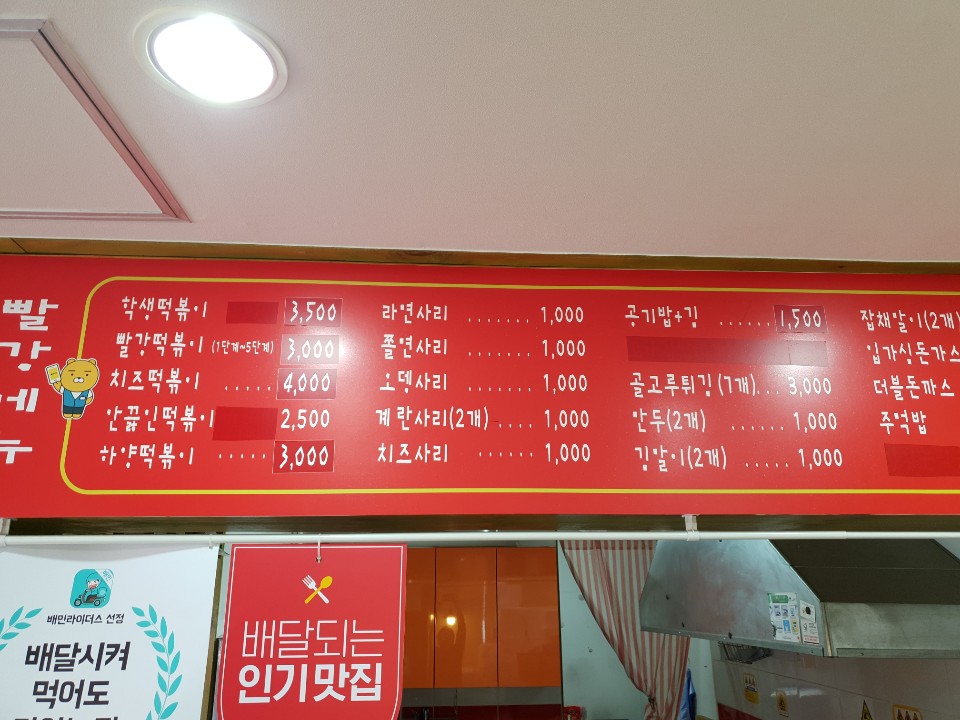 빨
강
메
뉴
학생떡볶이 3,500
빨강떡볶이 (1단계~5단계) 3,000
치즈떡볶이 ..... 4,000
안끓인떡볶이 2,500
하양떡볶이 ...... 3,000
라면사리 ....... 1,000
쫄면사리 ....... 1,000
오뎅사리 ....... 1,000
계란사리(2개) .... 1,000
치즈사리 ....... 1,000
공기밥+김 ...... 1,500
골고루튀김 (7개)... 3,000
만두(2개) ...... 1,000
김말이(2개) ..... 1,000
잡채말이(2개)
입가심돈가스
더블돈까스
주먹밥
배민
배민라이더스 선정
배달시켜
먹어도
배달되는
인기 맛집